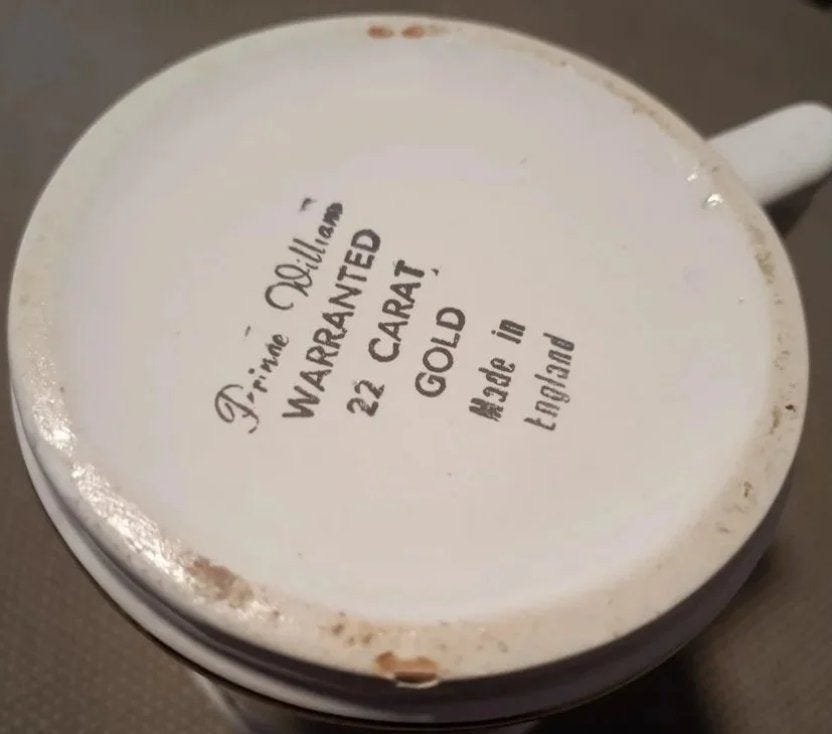 Prince William
WARRANTED
22 CARAT
GOLD
Made in
England